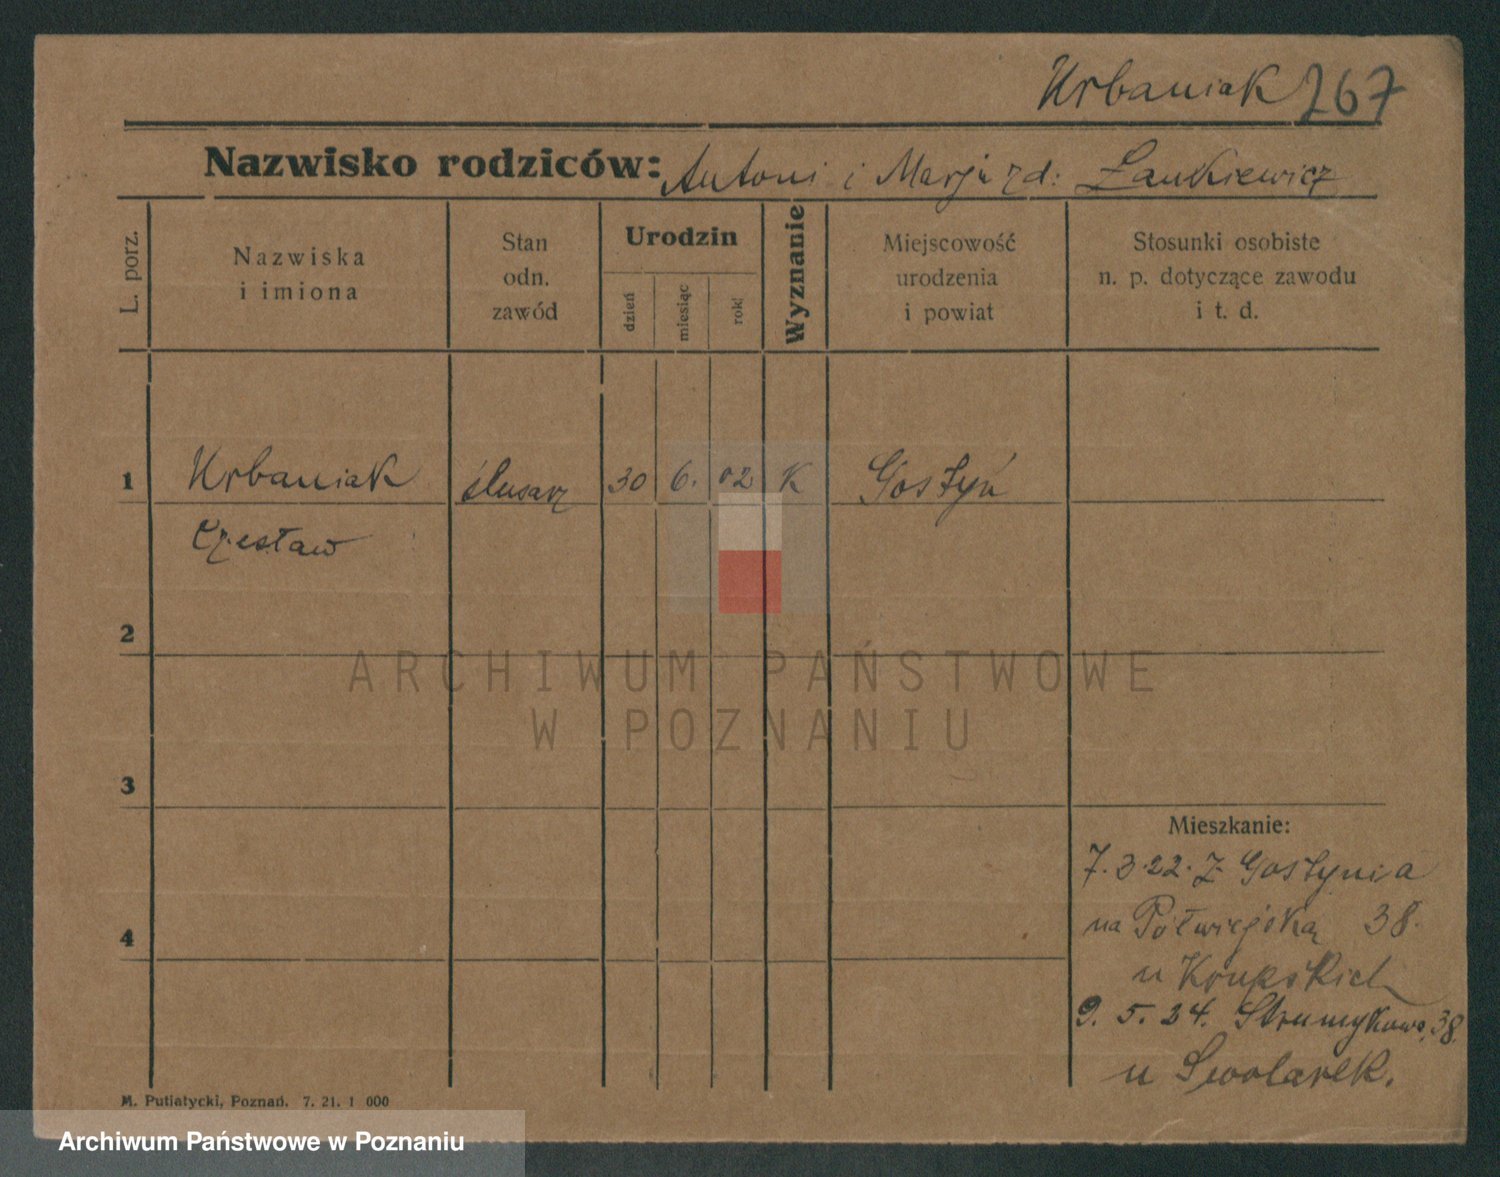 Urbaniak 267
Nazwisko rodziców: Antoni i Marja z d: Łankiewicz
L. porz.
Nazwiska
i imiona
Stan
odn.
zawód
Urodzin
dzień
miesiąc
rok!
Wyznanie
Miejscowość
urodzenia
i powiat
Stosunki osobiste
n. p. dotyczące zawodu
i t. d.
1 Urbaniak ślusarz 30 6. 02 K Gostyń
Czesław
2
3
4
Mieszkanie:
7.3.22. Z Gostynia
na Półwiejską 38.
u Krupskich
9. 5. 24. Strumykowa 38.
u
M. Putiatycki, Poznań. 7. 21. 1 000
ARCHIWUM PAŃSTWOWE
W POZNANIU
Archiwum Państwowe w Poznaniu